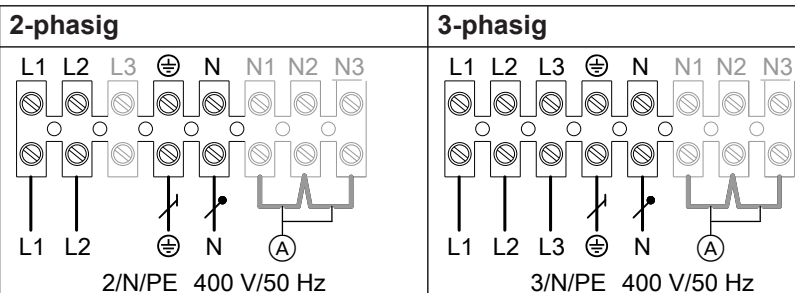 2-phasig
L1 L2 L3 N N1 N2 N3
L1 L2 N A
2/N/PE 400 V/50 Hz
3-phasig
L1 L2 L3 N N1 N2 N3
L1 L2 L3 N A
3/N/PE 400 V/50 Hz